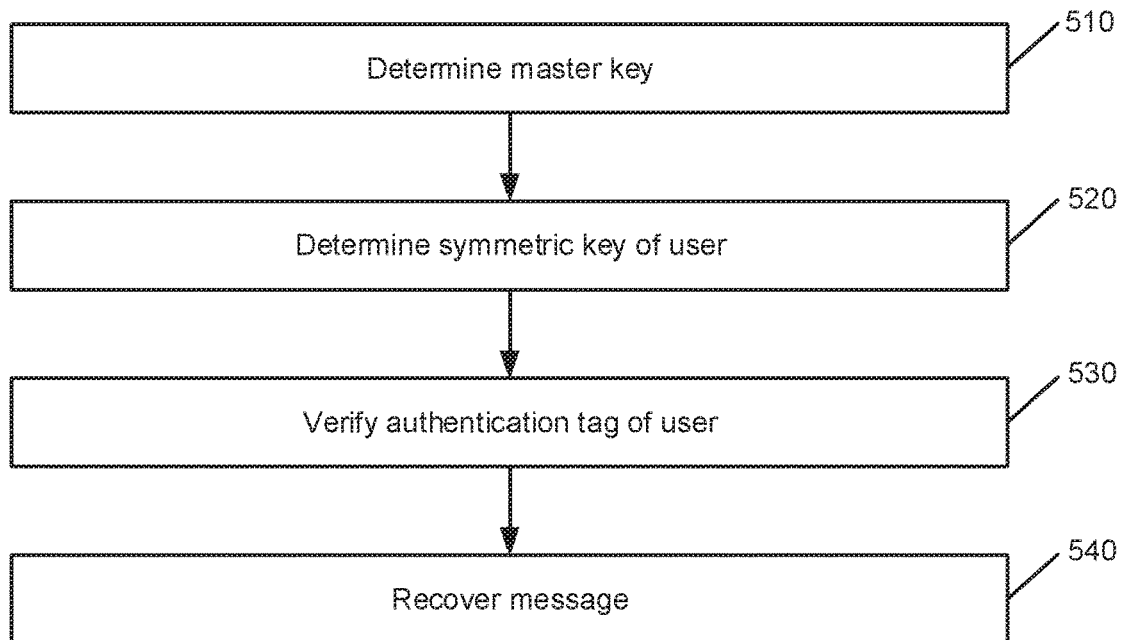 510
Determine master key
520
Determine symmetric key of user
530
Verify authentication tag of user
540
Recover message